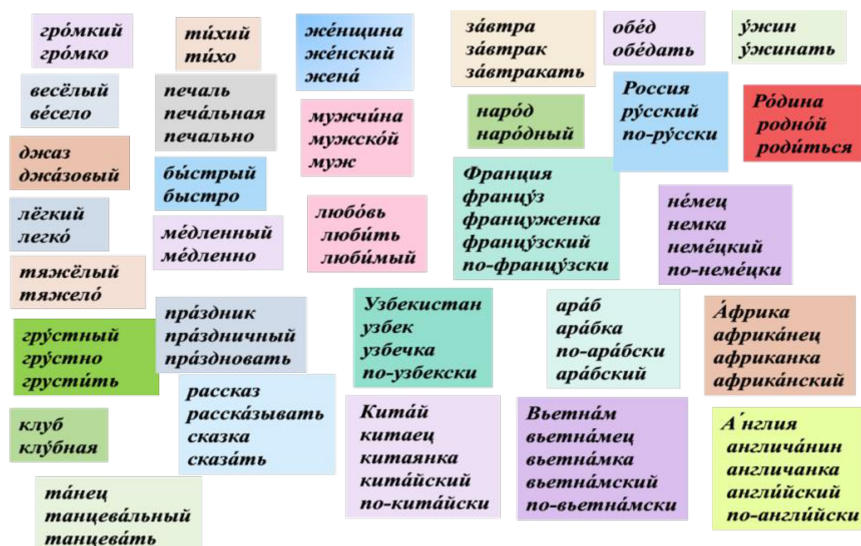 гро́мкий
гро́мко
ти́хий
ти́хо
же́нщина
же́нский
жена́
за́втра
за́втрак
за́втракать
обе́д
обе́дать
у́жин
у́жинать
весёлый
ве́село
печаль
печа́льная
печально
мужчи́на
мужско́й
муж
наро́д
наро́дный
Россия
ру́сский
по-ру́сски
Ро́дина
родно́й
роди́ться
джаз
джа́зовый
бы́стрый
быстро
Франция
францу́з
француженка
францу́зский
по-францу́зски
не́мец
немка
неме́цкий
по-неме́цки
лёгкий
легко́
ме́дленный
ме́дленно
любо́вь
люби́ть
люби́мый
тяжёлый
тяжело́
гру́стный
гру́стно
грусти́ть
пра́здник
пра́здничный
пра́здновать
Узбекистан
узбек
узбечка
по-узбекски
ара́б
ара́бка
по-ара́бски
ара́бский
А́фрика
африка́нец
африканка
африка́нский
клуб
клу́бная
рассказ
расска́зывать
сказка
сказа́ть
Кита́й
китаец
китаянка
кита́йский
по-кита́йски
Вьетна́м
вьетна́мец
вьетна́мка
вьетна́мский
по-вьетна́мски
А́нглия
англича́нин
англичанка
англи́йский
по-англи́йски
та́нец
танцева́льный
танцева́ть